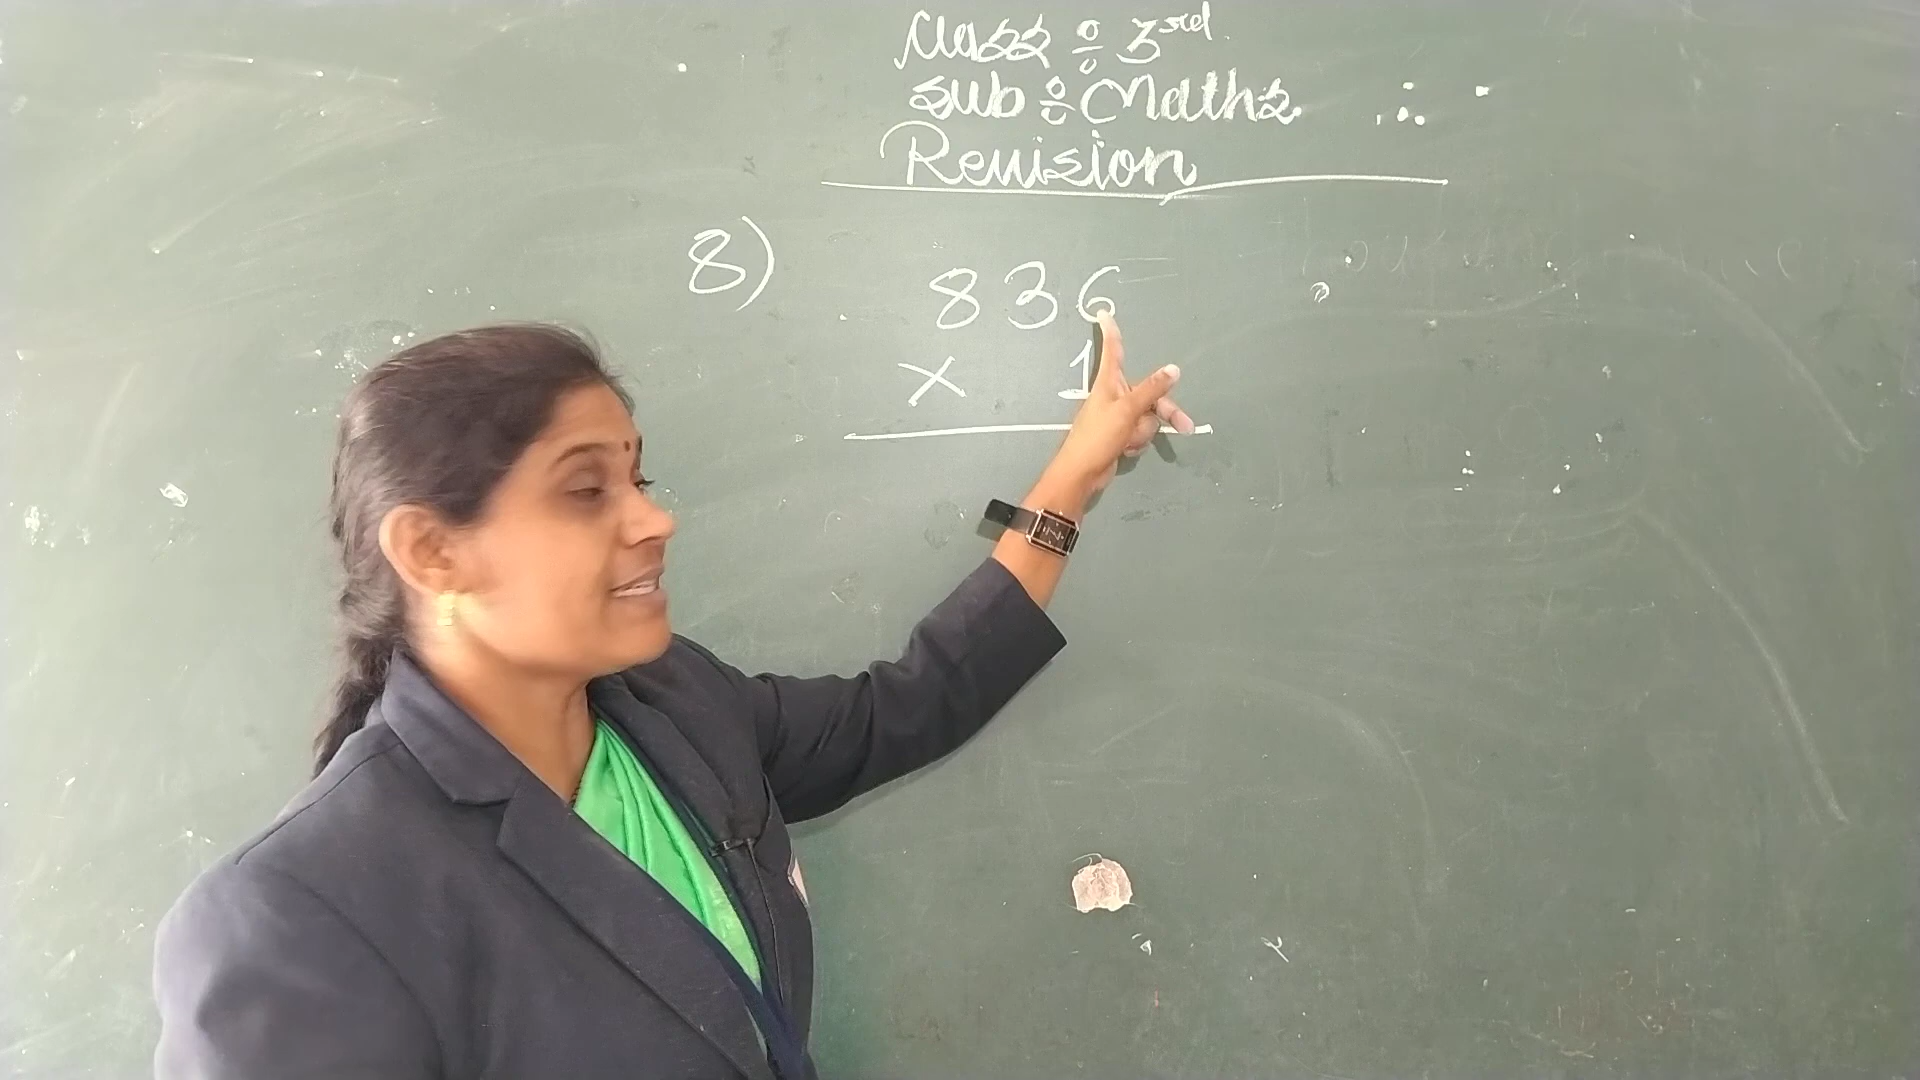 Class ÷ 3rd.
Sub ÷ Maths
Revision
8) 836
× 1